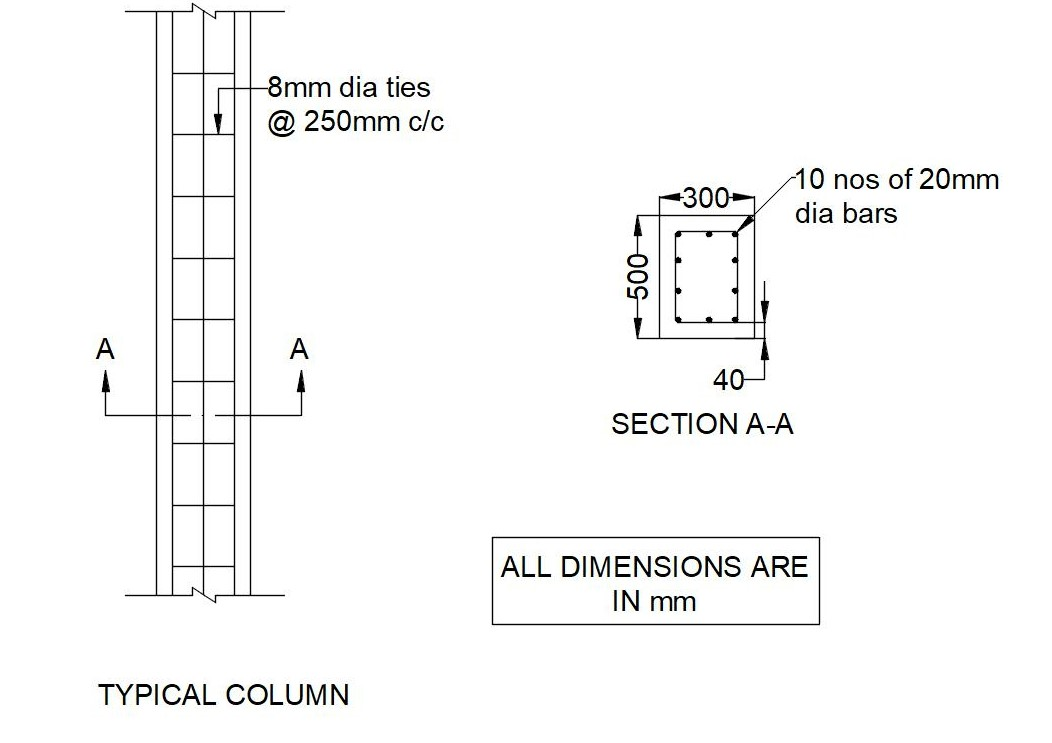 8mm dia ties
@ 250mm c/c
10 nos of 20mm
dia bars
300
500
A
A
40
SECTION A-A
ALL DIMENSIONS ARE
IN mm
TYPICAL COLUMN